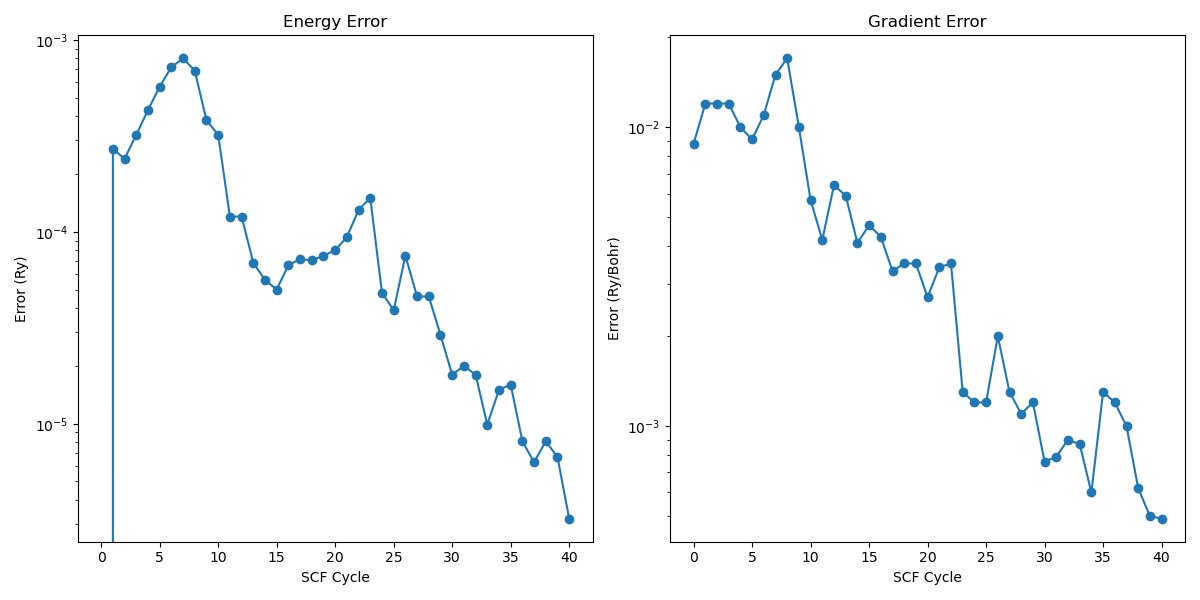 Energy Error
10⁻³
10⁻⁴
10⁻⁵
Error (Ry)
0 5 10 15 20 25 30 35 40
SCF Cycle
Gradient Error
10⁻²
10⁻³
Error (Ry/Bohr)
0 5 10 15 20 25 30 35 40
SCF Cycle